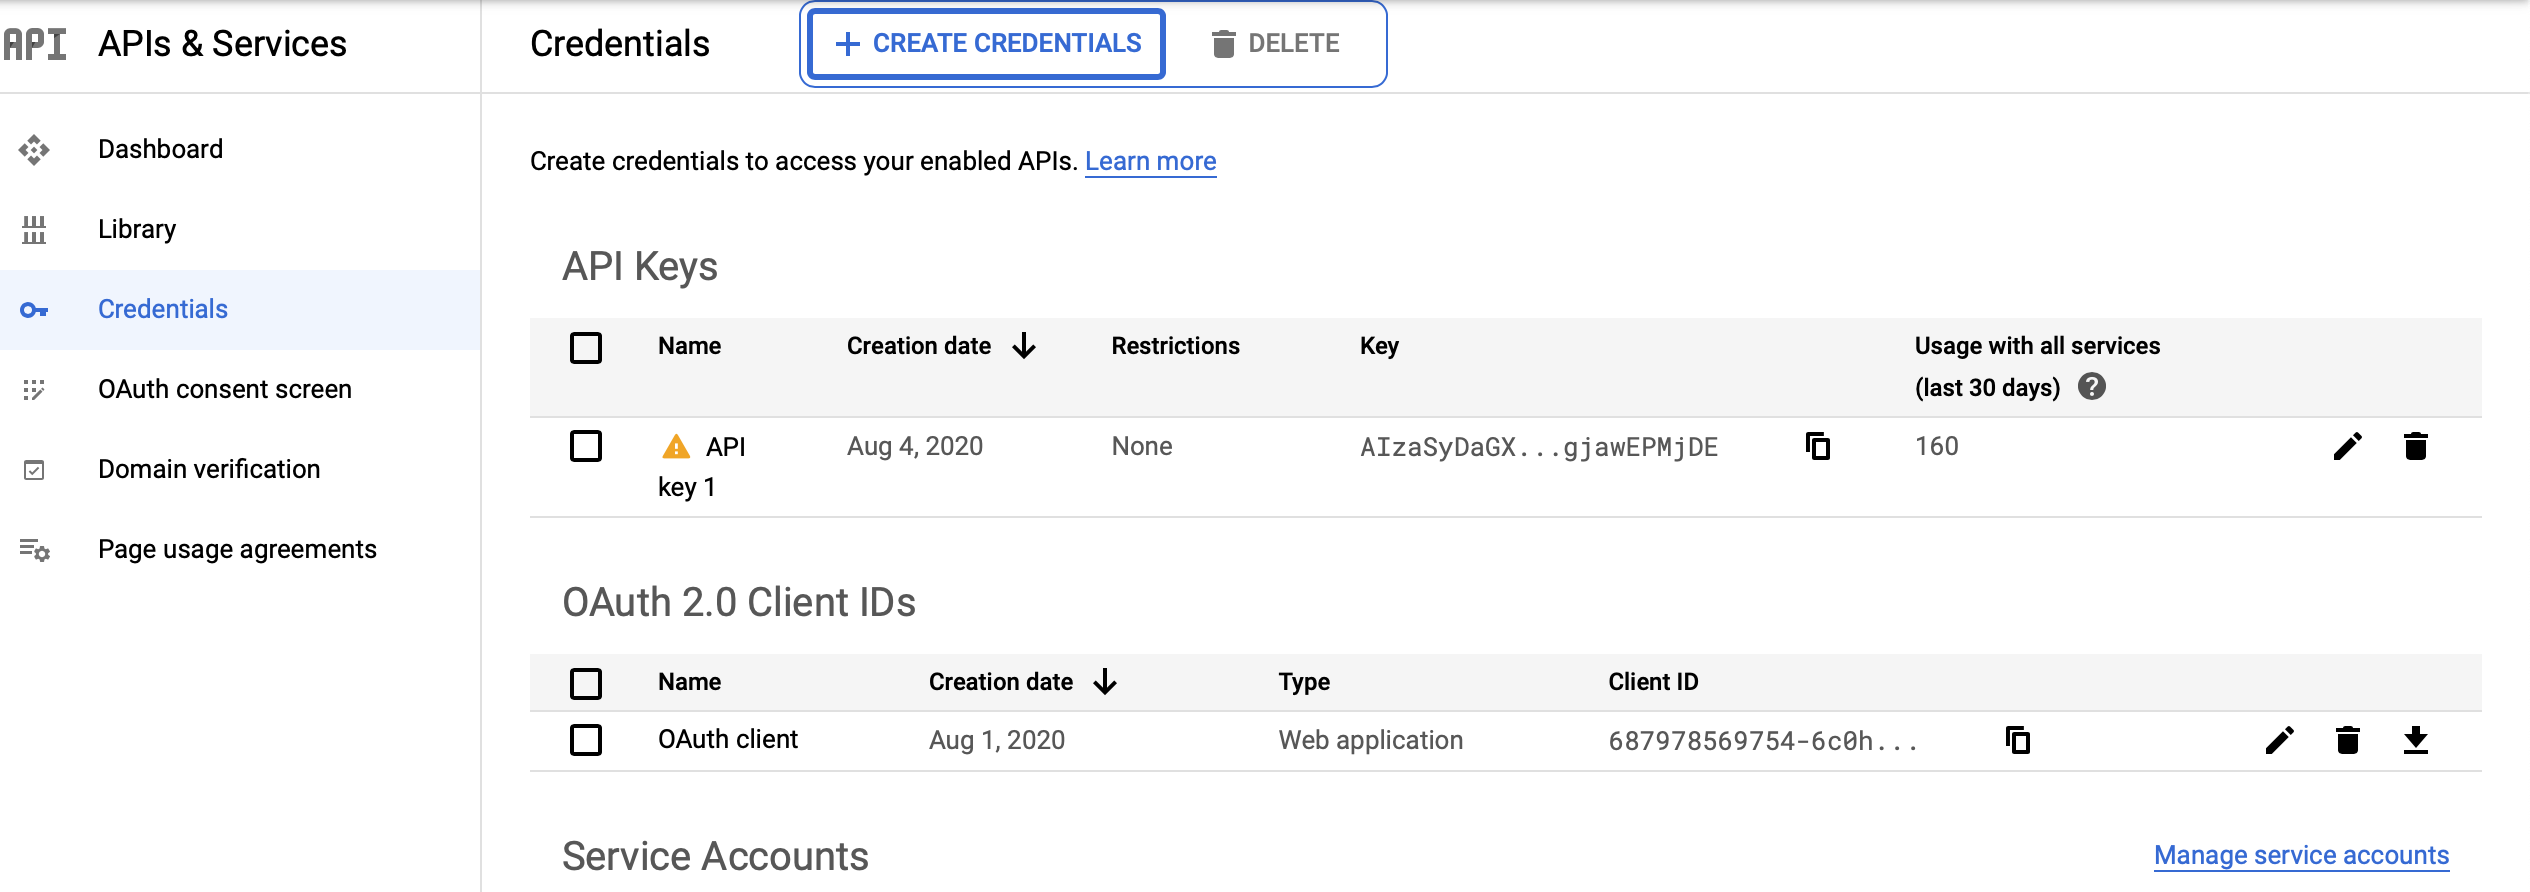 API APIs & Services
Credentials
CREATE CREDENTIALS
DELETE
Dashboard
Library
Credentials
OAuth consent screen
Domain verification
Page usage agreements
Create credentials to access your enabled APIs. Learn more
API Keys
Name Creation date Restrictions Key Usage with all services
(last 30 days)
API Aug 4, 2020 None AIzaSyDaGX...gjawEPMjDE 160
key 1
OAuth 2.0 Client IDs
Name Creation date Type Client ID
OAuth client Aug 1, 2020 Web application 687978569754-6c0h...
Service Accounts
Manage service accounts